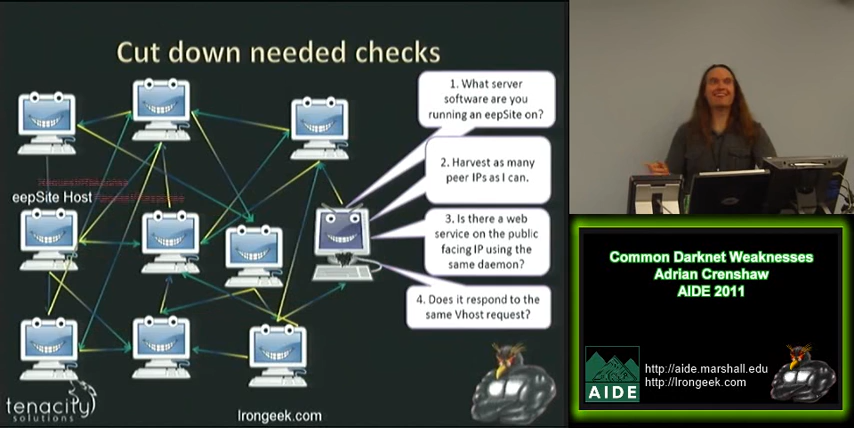 Cut down needed checks
1. What server
software are you
running an eepSite on?
2. Harvest as many
peer IPs as I can.
3. Is there a web
service on the public
facing IP using the
same daemon?
4. Does it respond to the
same Vhost request?
eepSite Host
tenacity
solutions
Irongeek.com
Common Darknet Weaknesses
Adrian Crenshaw
AIDE 2011
AIDE
http://aide.marshall.edu
http://Irongeek.com